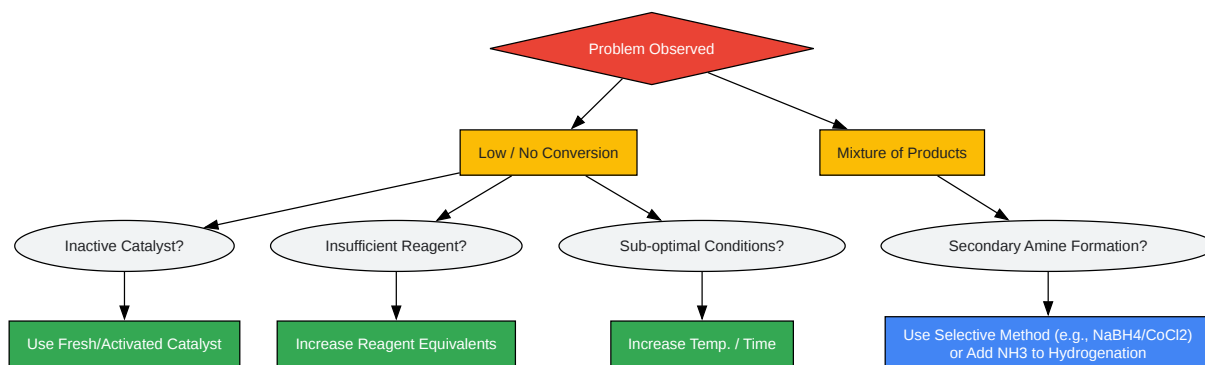 Problem Observed
Low / No Conversion
Mixture of Products
Inactive Catalyst?
Insufficient Reagent?
Sub-optimal Conditions?
Secondary Amine Formation?
Use Fresh/Activated Catalyst
Increase Reagent Equivalents
Increase Temp. / Time
Use Selective Method (e.g., NaBH4/CoCl2)
or Add NH3 to Hydrogenation